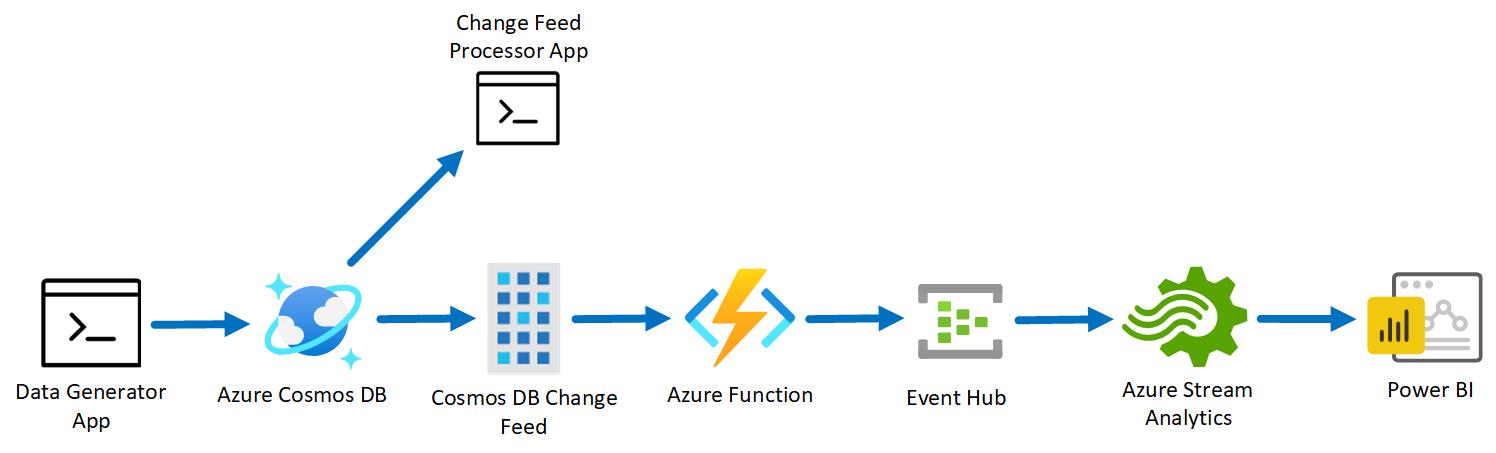 Change Feed
Processor App
Data Generator
App
Azure Cosmos DB
Cosmos DB Change
Feed
Azure Function
Event Hub
Azure Stream
Analytics
Power BI